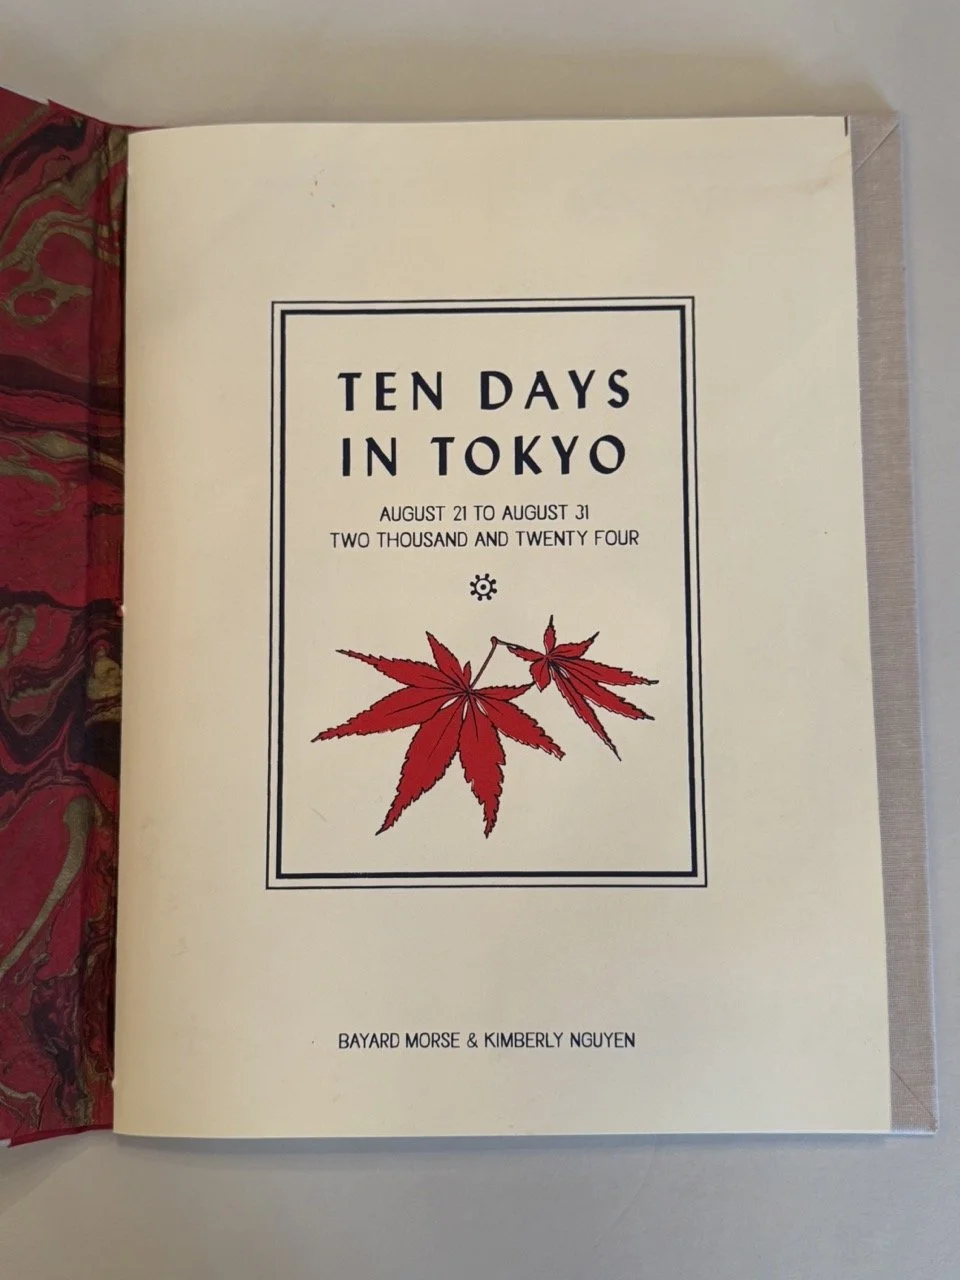 TEN DAYS
IN TOKYO
AUGUST 21 TO AUGUST 31
TWO THOUSAND AND TWENTY FOUR
BAYARD MORSE & KIMBERLY NGUYEN